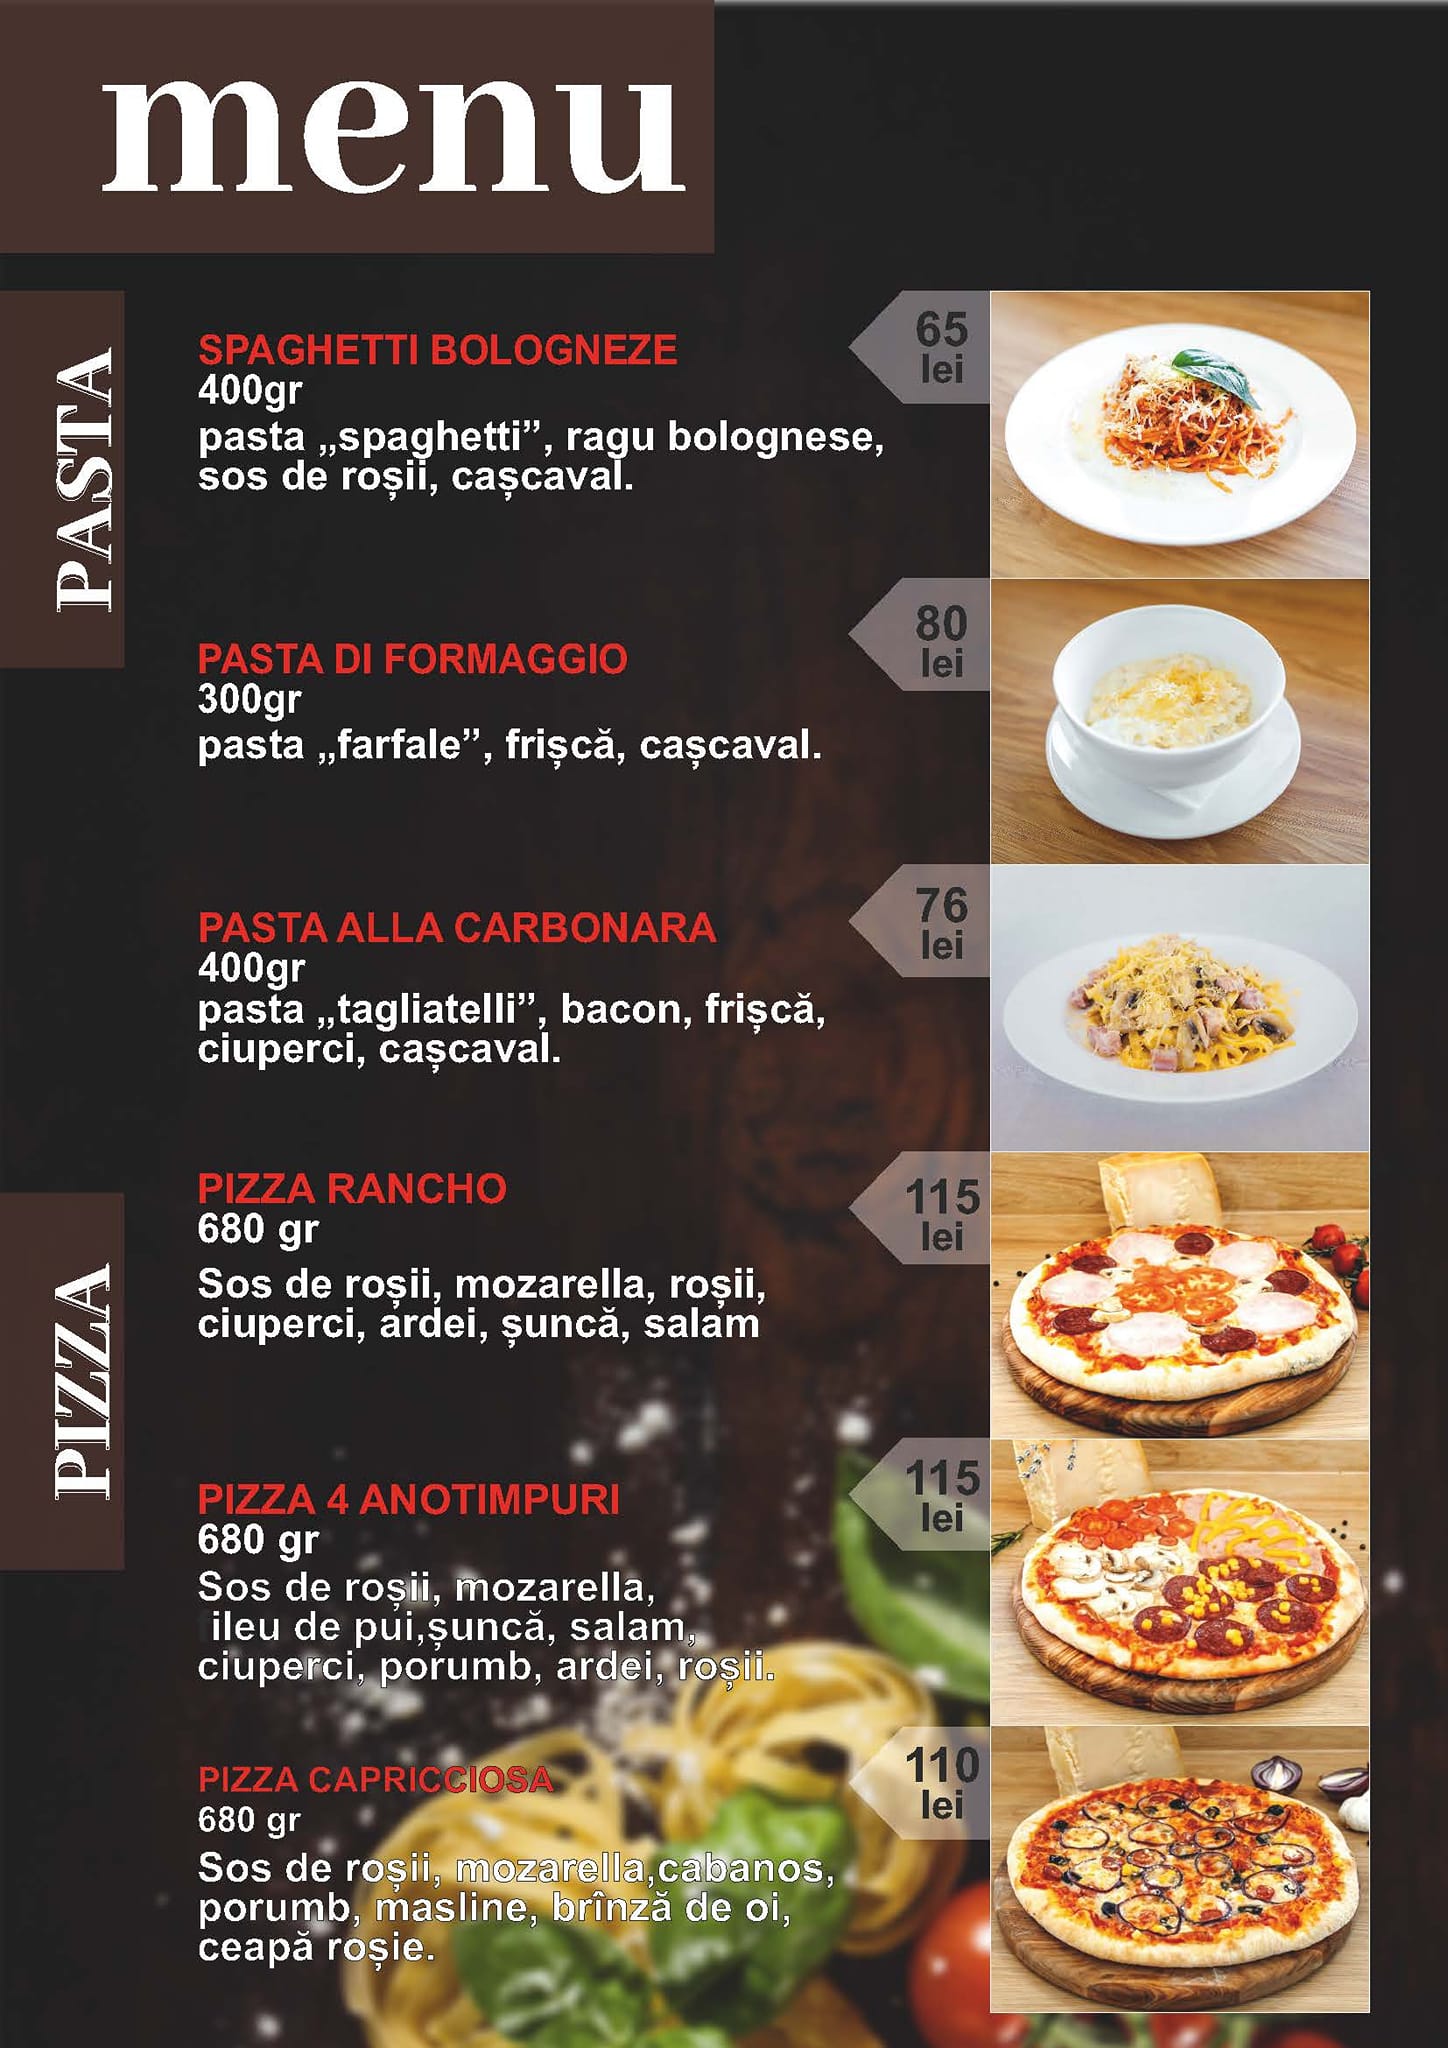 menu
PASTA
SPAGHETTI BOLOGNEZE
400gr
pasta „spaghetti”, ragu bolognese,
sos de roșii, cașcaval.
65
lei
PASTA DI FORMAGGIO
300gr
pasta „farfale”, frișcă, cașcaval.
80
lei
PASTA ALLA CARBONARA
400gr
pasta „tagliatelli”, bacon, frișcă,
ciuperci, cașcaval.
76
lei
PIZZA
PIZZA RANCHO
680 gr
Sos de roșii, mozarella, roșii,
ciuperci, ardei, șuncă, salam
115
lei
PIZZA 4 ANOTIMPURI
680 gr
Sos de roșii, mozarella,
ileu de pui,șuncă, salam,
ciuperci, porumb, ardei, roșii.
115
lei
PIZZA CAPRICCIOSA
680 gr
Sos de roșii, mozarella,cabanos,
porumb, masline, brînză de oi,
ceapă roșie.
110
lei